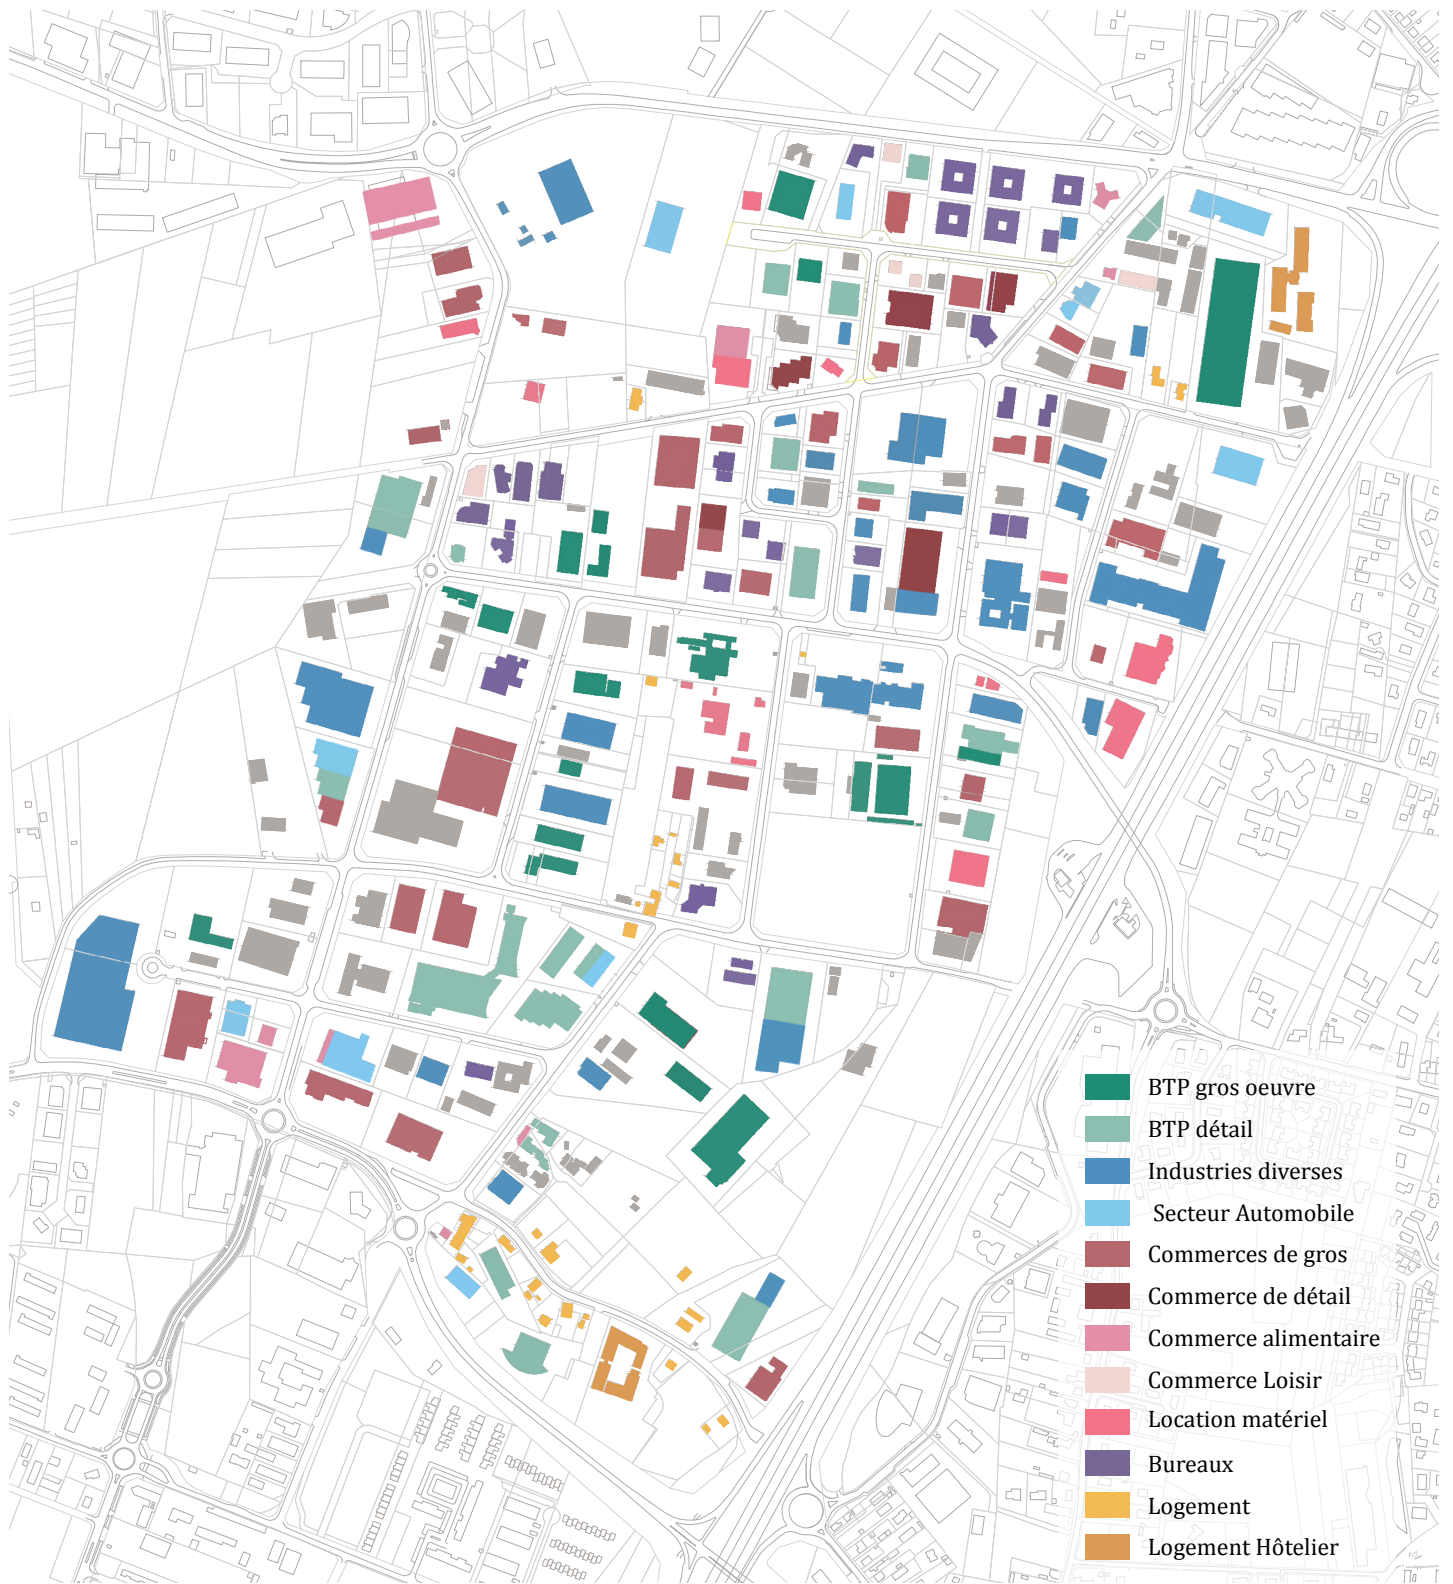 BTP gros oeuvre
BTP détail
Industries diverses
Secteur Automobile
Commerces de gros
Commerce de détail
Commerce alimentaire
Commerce Loisir
Location matériel
Bureaux
Logement
Logement Hôtelier